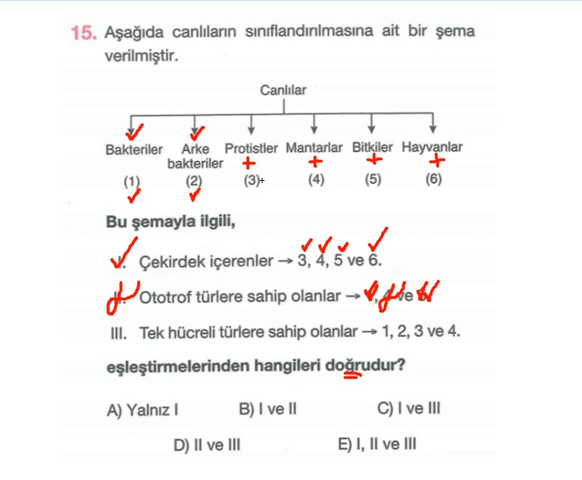 15. Aşağıda canlıların sınıflandırılmasına ait bir şema
verilmiştir.
Canlılar
Bakteriler Arke bakteriler Protistler Mantarlar Bitkiler Hayvanlar
(1) (2) (3)+ (4) (5) (6)
Bu şemayla ilgili,
Çekirdek içerenler → 3, 4, 5 ve 6.
Ototrof türlere sahip olanlar → ve
III. Tek hücreli türlere sahip olanlar → 1, 2, 3 ve 4.
eşleştirmelerinden hangileri doğrudur?
A) Yalnız I B) I ve II C) I ve III
D) II ve III E) I, II ve III